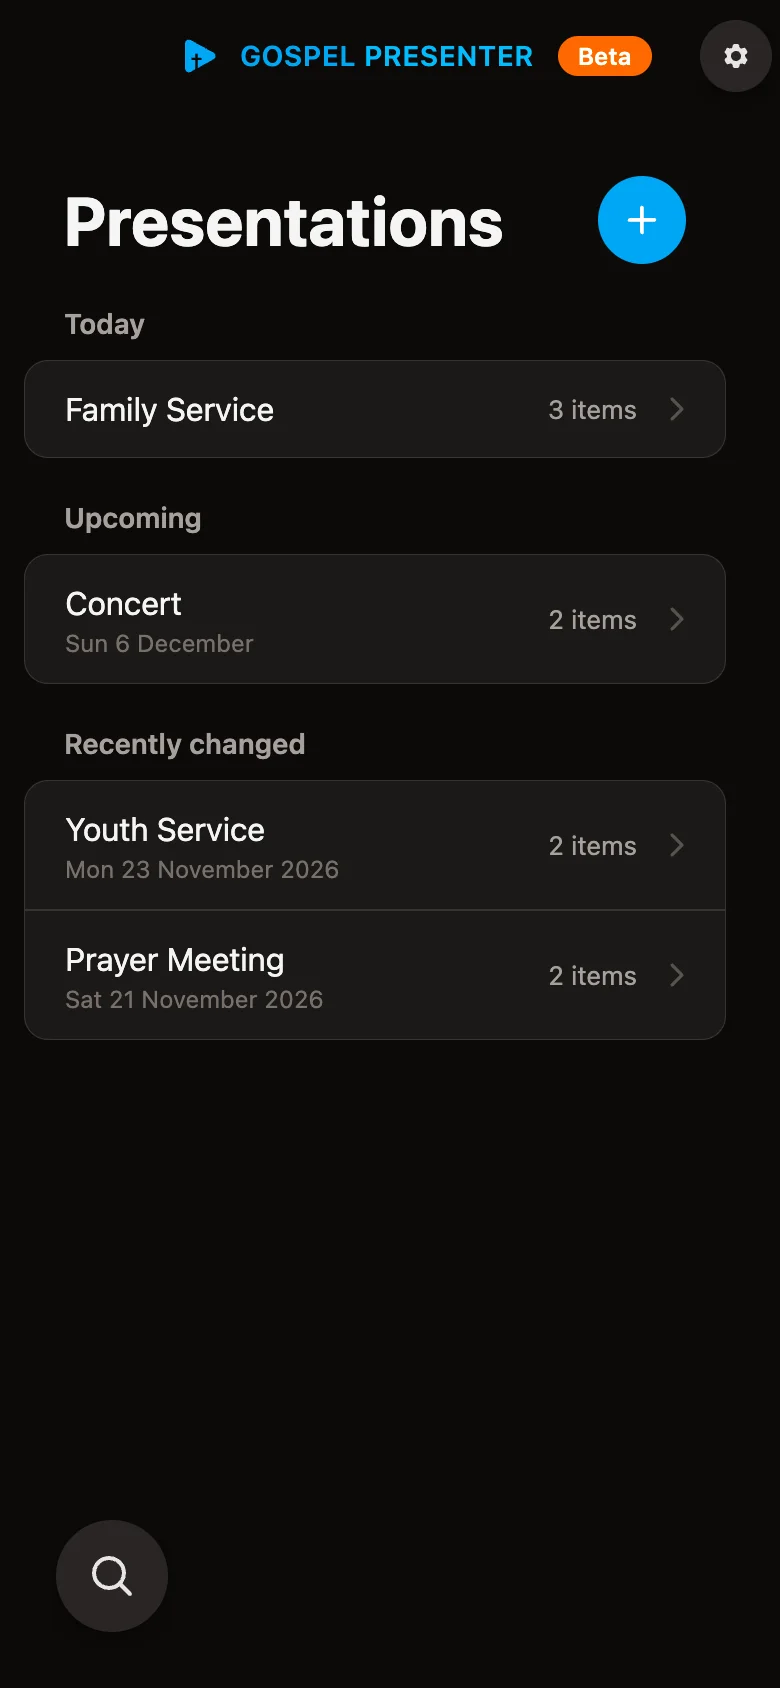 GOSPEL PRESENTER Beta
Presentations
Today
Family Service 3 items
Upcoming
Concert
Sun 6 December
2 items
Recently changed
Youth Service
Mon 23 November 2026
2 items
Prayer Meeting
Sat 21 November 2026
2 items